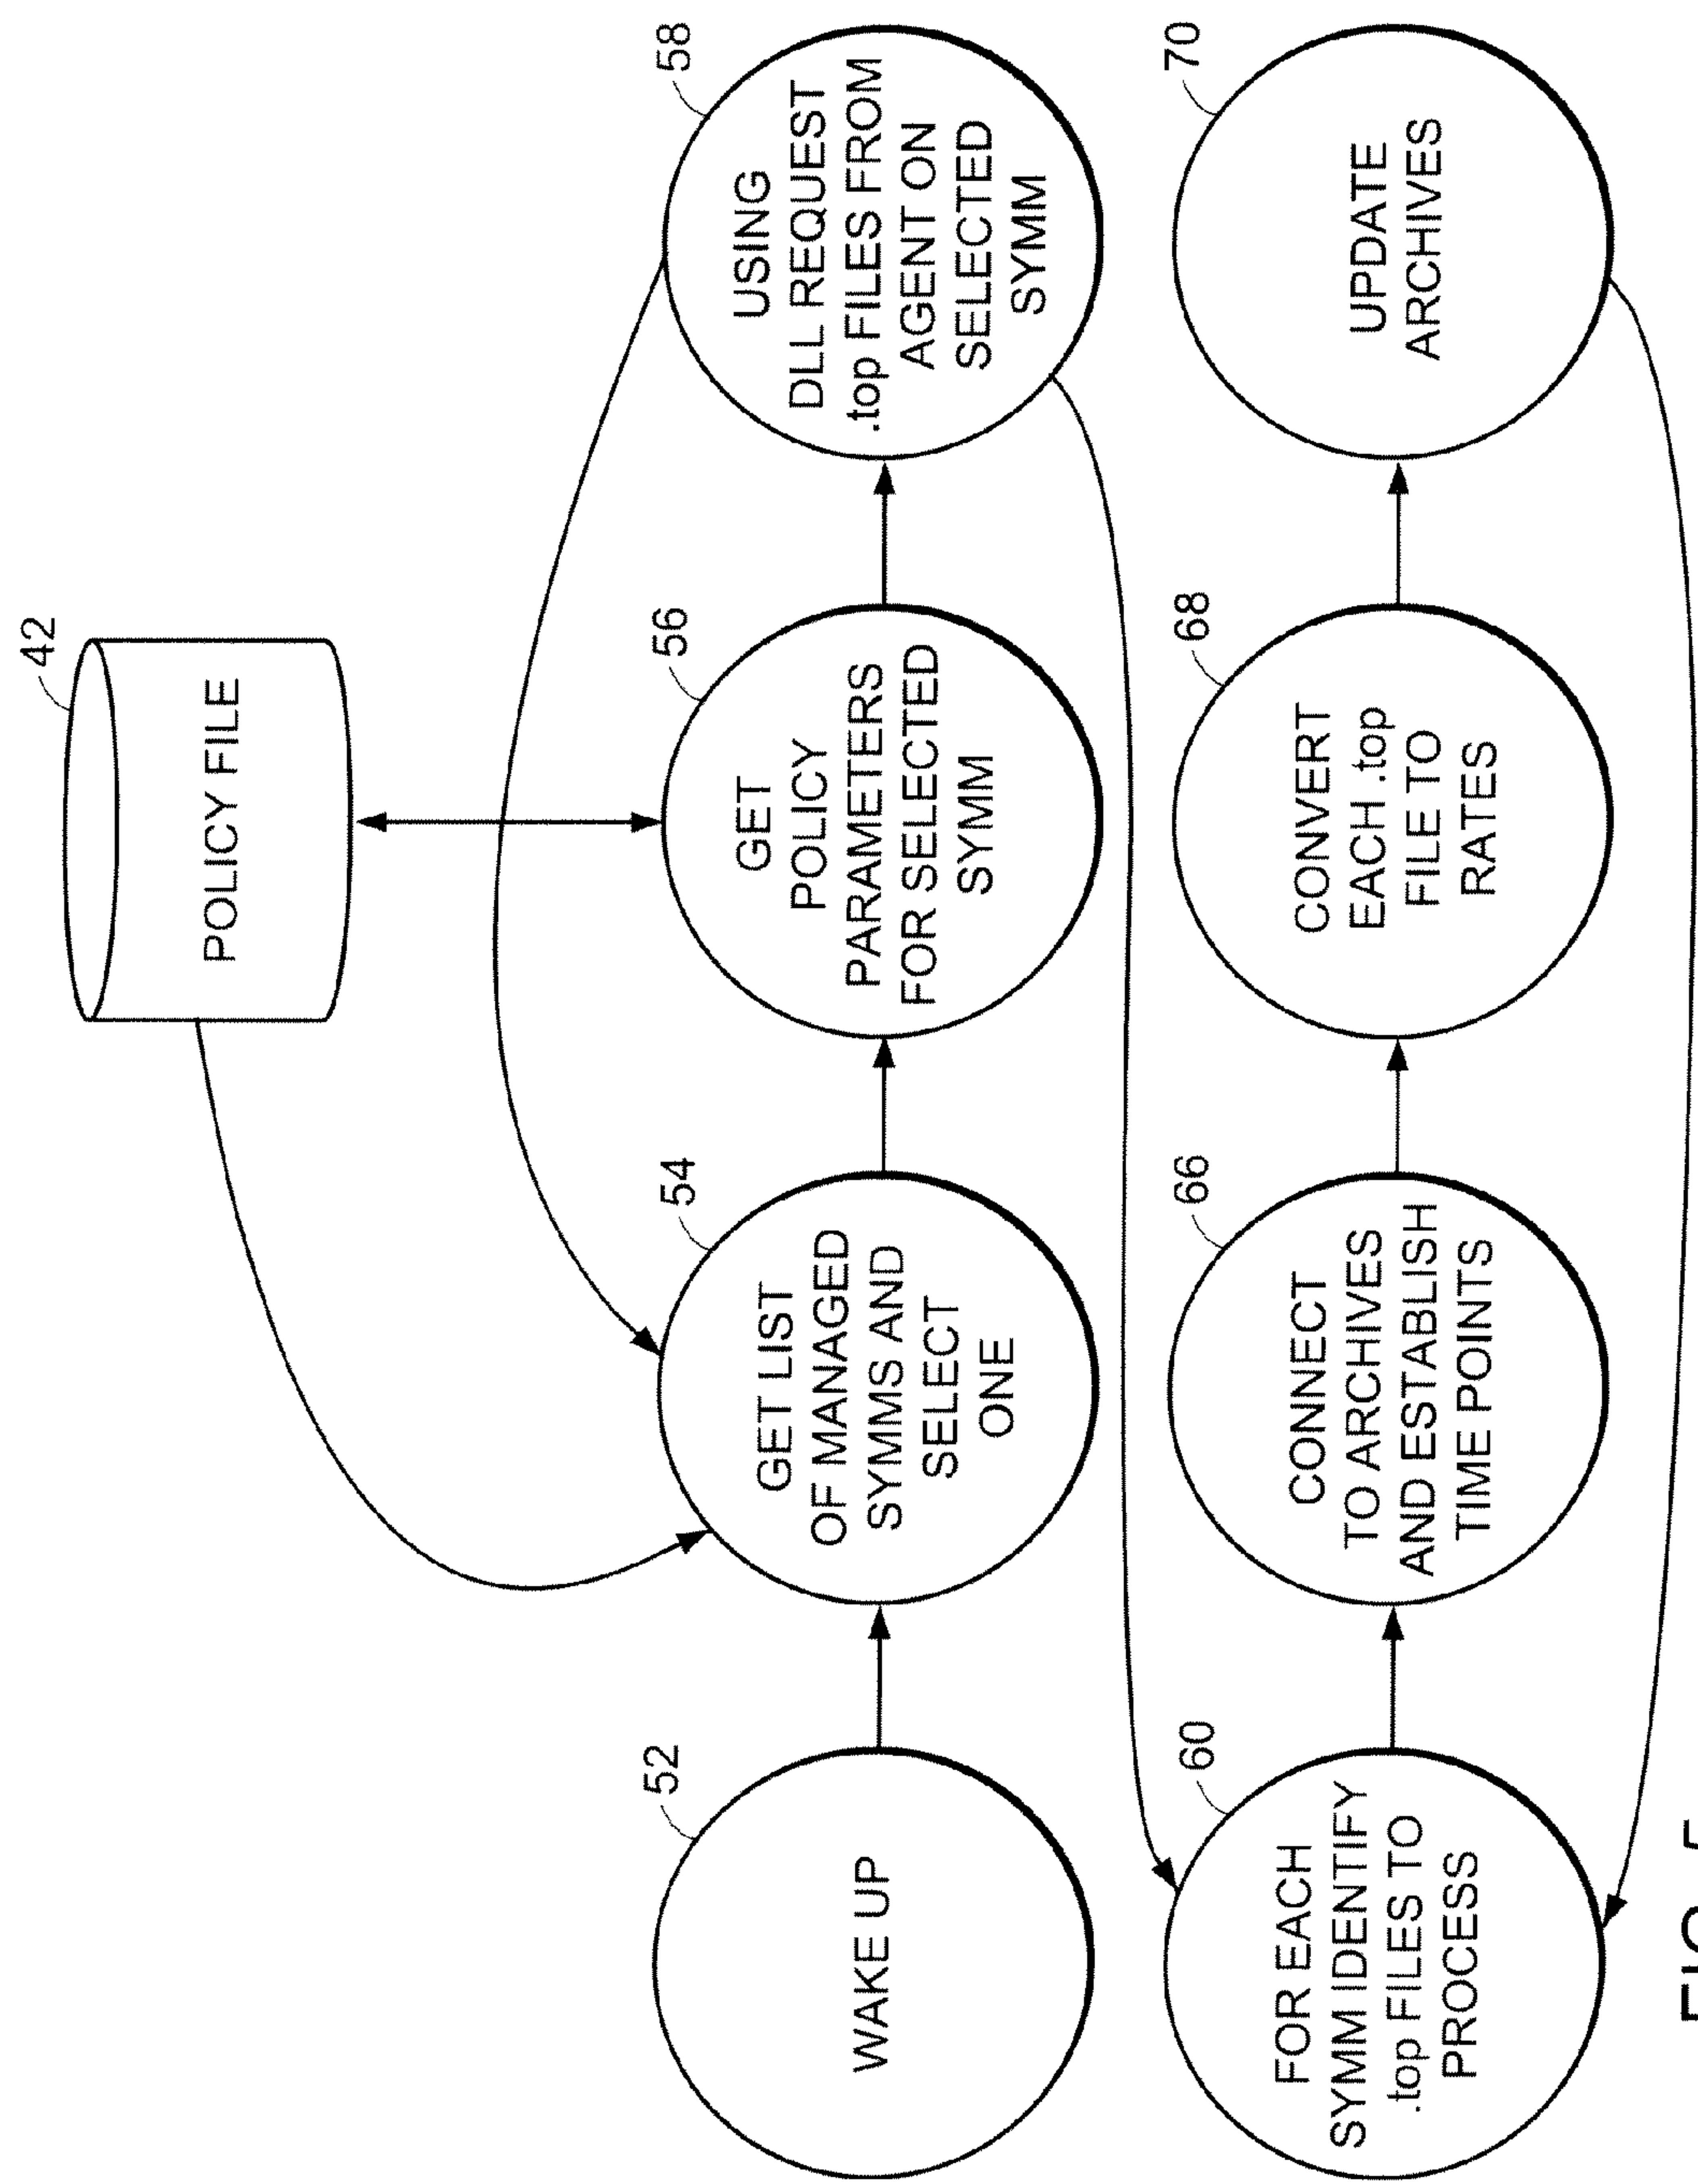 42
POLICY FILE
52
WAKE UP
54
GET LIST
OF MANAGED
SYMMS AND
SELECT
ONE
56
GET
POLICY
PARAMETERS
FOR SELECTED
SYMM
58
USING
DLL REQUEST
.top FILES FROM
AGENT ON
SELECTED
SYMM
60
FOR EACH
SYMM IDENTIFY
.top FILES TO
PROCESS
66
CONNECT
TO ARCHIVES
AND ESTABLISH
TIME POINTS
68
CONVERT
EACH .top
FILE TO
RATES
70
UPDATE
ARCHIVES